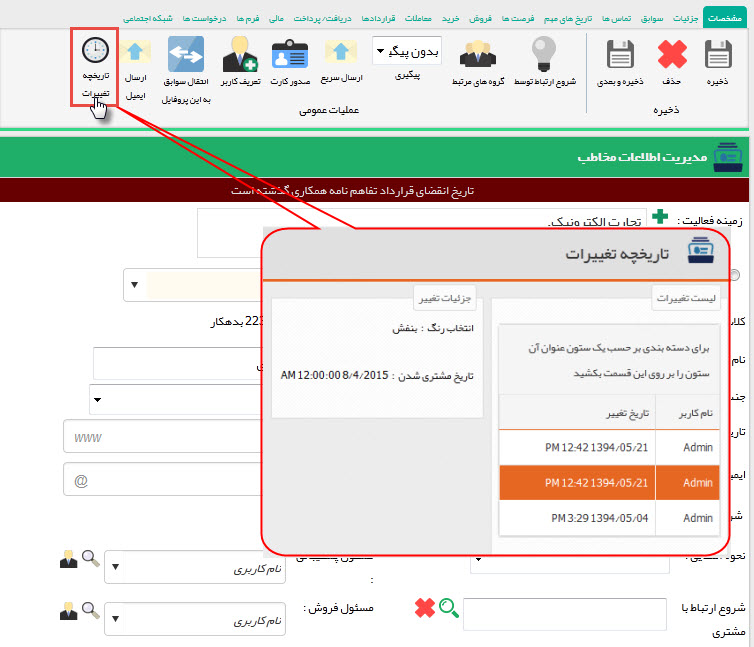 مشخصات جزئیات سوابق تماس ها تاریخ های مهم فرصت ها فروش خرید معاملات قراردادها دریافت/ پرداخت مالی فرم ها درخواست ها شبکه اجتماعی
ذخیره
حذف
ذخیره و بعدی
ذخیره
شروع ارتباط توسط
گروه های مرتبط
بدون پیگیر
پیگیری
ارسال سریع
صدور کارت
تعریف کاربر
انتقال سوابق
به این پروفایل
ارسال
ایمیل
تاریخچه
تغییرات
عملیات عمومی
مدیریت اطلاعات مخاطب
تاریخ انقضای قرارداد تفاهم نامه همکاری گذشته است
زمینه فعالیت :
تجارت الکترونیک.
بدهکار
www
@
تاریخچه تغییرات
لیست تغییرات
برای دسته بندی بر حسب یک ستون عنوان آن
ستون را بر روی این قسمت بکشید
نام کاربر تاریخ تغییر
Admin 1394/05/21 12:42 PM
Admin 1394/05/21 12:42 PM
Admin 1394/05/04 3:29 PM
جزئیات تغییر
انتخاب رنگ : بنفش
تاریخ مشتری شدن : 8/4/2015 12:00:00 AM
نام کاربری
:
شروع ارتباط با
مشتری
مسئول فروش :
نام کاربری